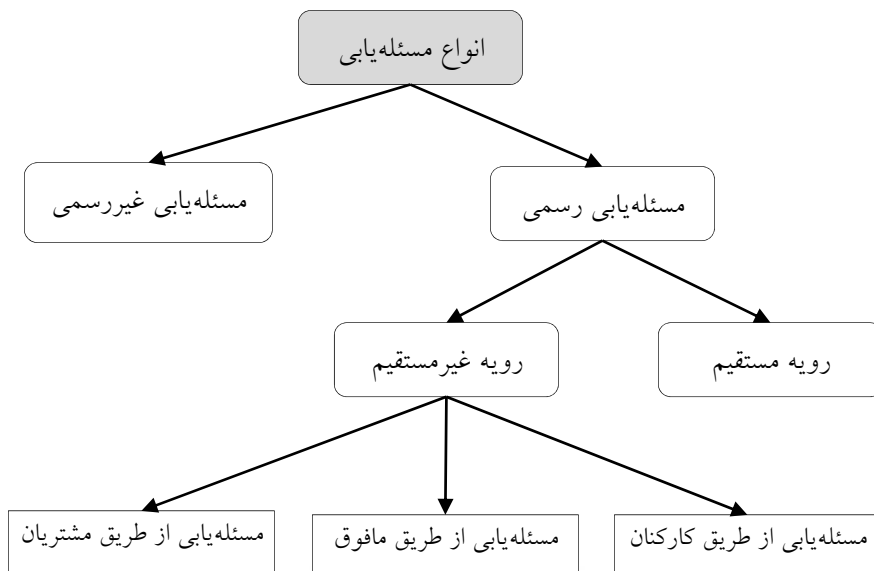 انواع مسئله‌یابی
مسئله‌یابی رسمی
مسئله‌یابی غیررسمی
رویه مستقیم
رویه غیرمستقیم
مسئله‌یابی از طریق کارکنان
مسئله‌یابی از طریق مافوق
مسئله‌یابی از طریق مشتریان